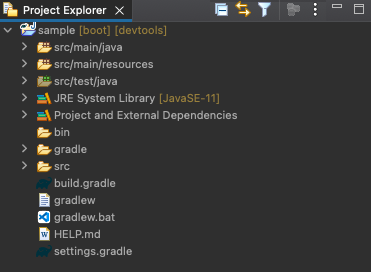 Project Explorer
sample [boot] [devtools]
src/main/java
src/main/resources
src/test/java
JRE System Library [JavaSE-11]
Project and External Dependencies
bin
gradle
src
build.gradle
gradlew
gradlew.bat
HELP.md
settings.gradle